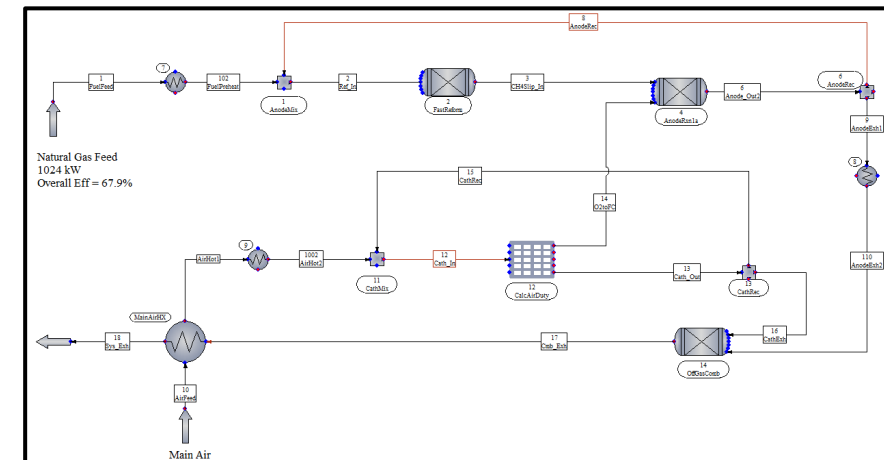 8
AnodeRec
1
FuelFeed
7
102
FuelPreheat
2
Ref_In
3
CH4Slip_In
6
Anode_Out2
6
AnodeRec
1
AnodeMix
2
FastReform
4
AnodeRxn1a
9
AnodeExh1
Natural Gas Feed
1024 kW
Overall Eff = 67.9%
8
15
CathRec
14
O2toFC
9
AirHot1
1002
AirHot2
12
Cath_In
11
CathMix
12
CalcAirDuty
13
Cath_Out
13
CathRec
110
AnodeExh2
MainAirHX
18
Sys_Exh
17
Cmb_Exh
16
CathExh
14
OffGasComb
10
AirFeed
Main Air